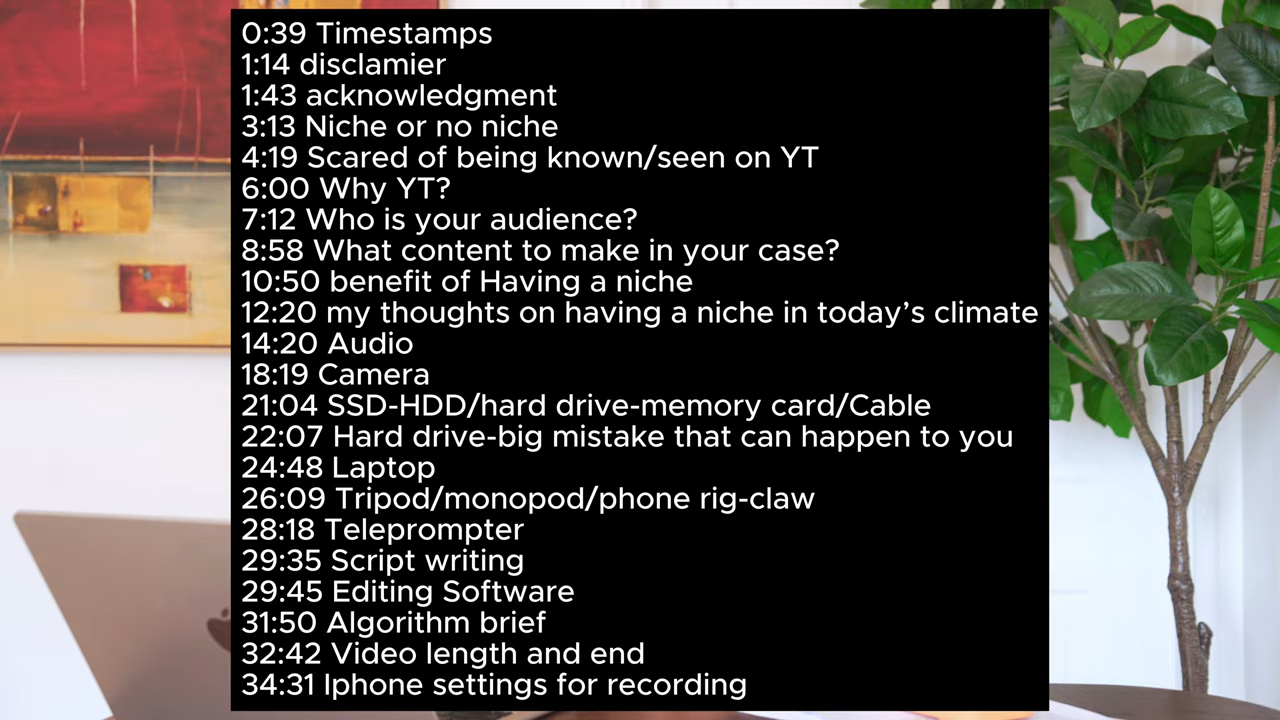 0:39 Timestamps
1:14 disclamier
1:43 acknowledgment
3:13 Niche or no niche
4:19 Scared of being known/seen on YT
6:00 Why YT?
7:12 Who is your audience?
8:58 What content to make in your case?
10:50 benefit of Having a niche
12:20 my thoughts on having a niche in today’s climate
14:20 Audio
18:19 Camera
21:04 SSD-HDD/hard drive-memory card/Cable
22:07 Hard drive-big mistake that can happen to you
24:48 Laptop
26:09 Tripod/monopod/phone rig-claw
28:18 Teleprompter
29:35 Script writing
29:45 Editing Software
31:50 Algorithm brief
32:42 Video length and end
34:31 Iphone settings for recording